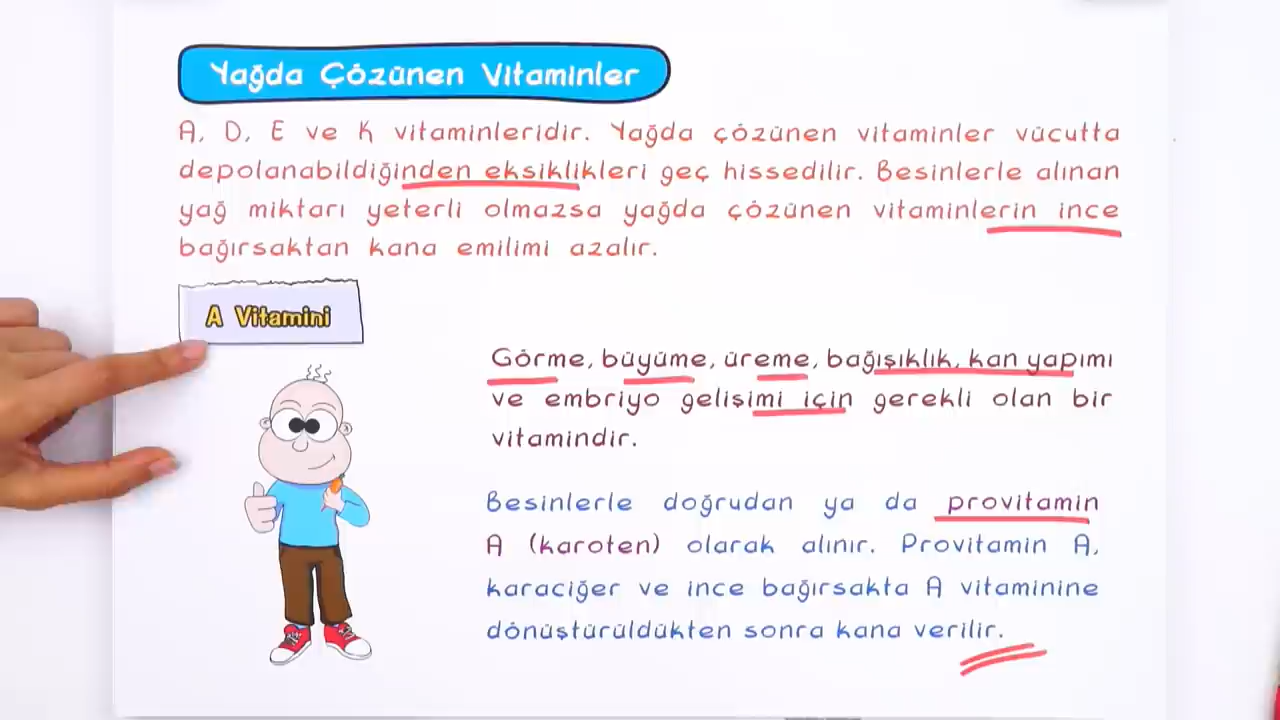 Yağda Çözünen Vitaminler
A, D, E ve K vitaminleridir. Yağda çözünen vitaminler vücutta
depolanabildiğinden eksiklikleri geç hissedilir. Besinlerle alınan
yağ miktarı yeterli olmazsa yağda çözünen vitaminlerin ince
bağırsaktan kana emilimi azalır.
A Vitamini
Görme, büyüme, üreme, bağışıklık, kan yapımı
ve embriyo gelişimi için gerekli olan bir
vitamindir.
Besinlerle doğrudan ya da provitamin
A (karoten) olarak alınır. Provitamin A,
karaciğer ve ince bağırsakta A vitaminine
dönüştürüldükten sonra kana verilir.